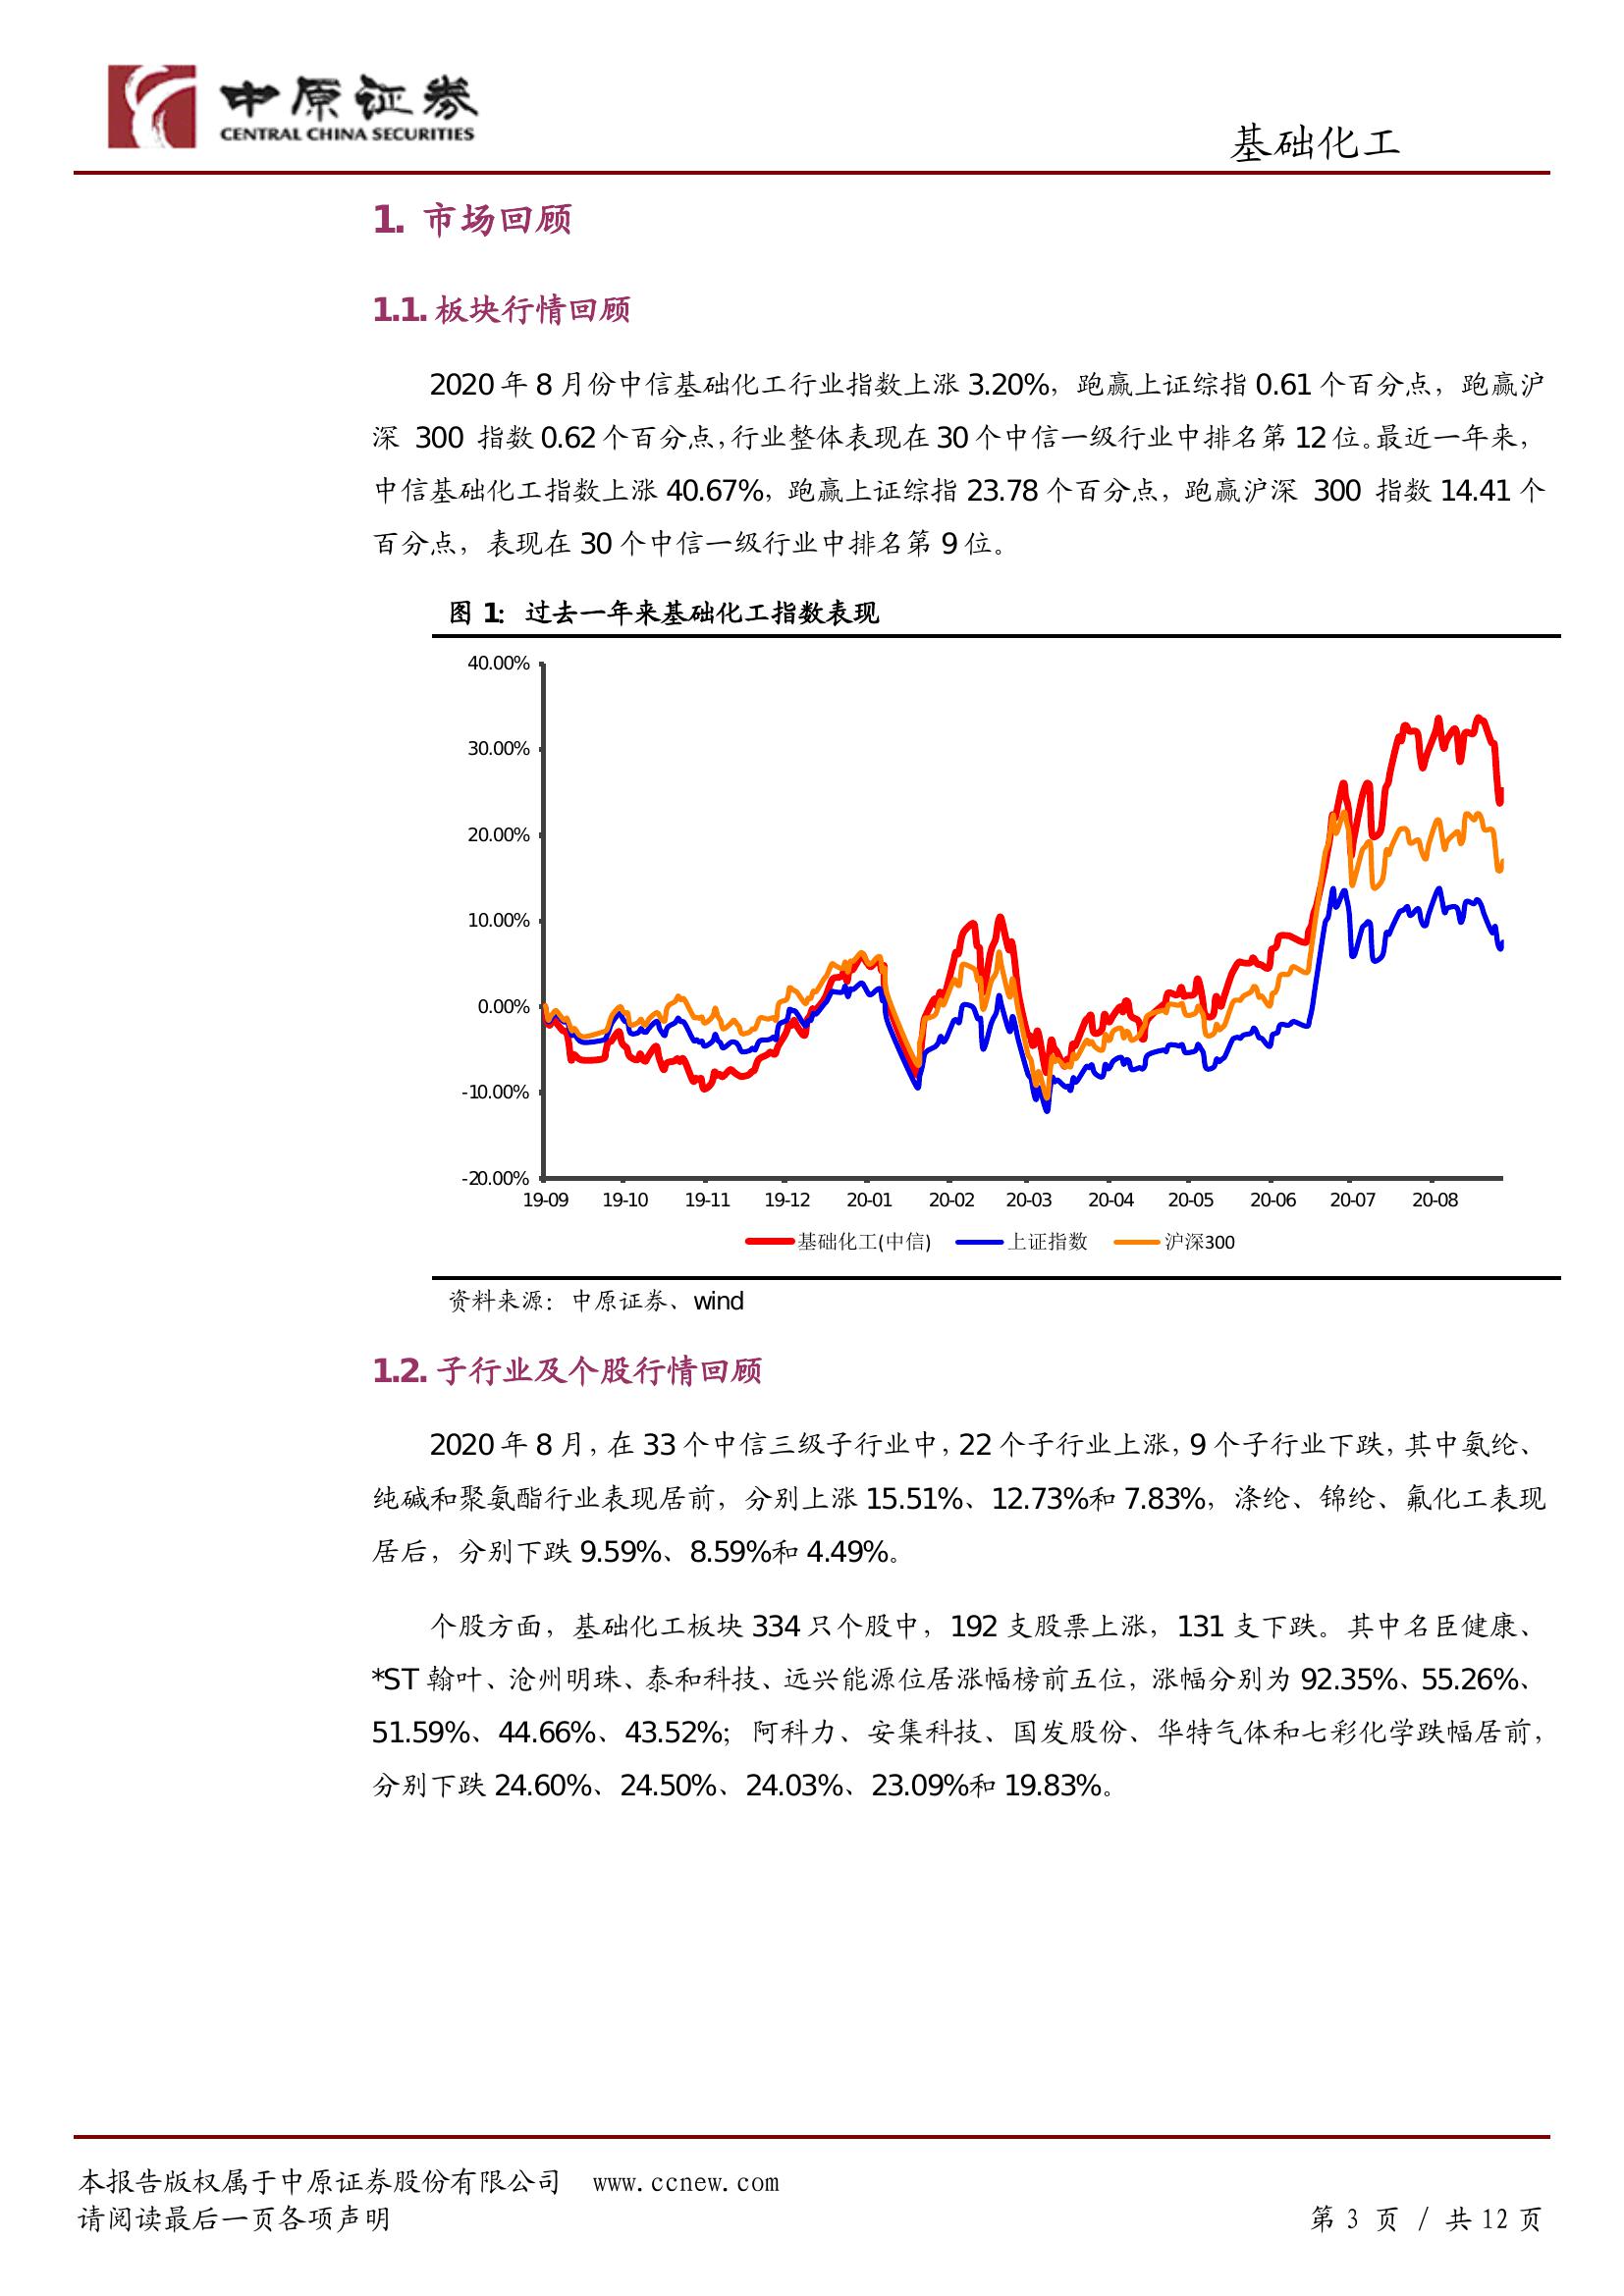 中原证券
CENTRAL CHINA SECURITIES
基础化工
1. 市场回顾
1.1. 板块行情回顾
2020 年 8 月份中信基础化工行业指数上涨 3.20%，跑赢上证综指 0.61 个百分点，跑赢沪
深 300 指数 0.62 个百分点，行业整体表现在 30 个中信一级行业中排名第 12 位。最近一年来，
中信基础化工指数上涨 40.67%，跑赢上证综指 23.78 个百分点，跑赢沪深 300 指数 14.41 个
百分点，表现在 30 个中信一级行业中排名第 9 位。
图 1：过去一年来基础化工指数表现
40.00%
30.00%
20.00%
10.00%
0.00%
-10.00%
-20.00%
19-09 19-10 19-11 19-12 20-01 20-02 20-03 20-04 20-05 20-06 20-07 20-08
基础化工(中信) 上证指数 沪深300
资料来源：中原证券、wind
1.2. 子行业及个股行情回顾
2020 年 8 月，在 33 个中信三级子行业中，22 个子行业上涨，9 个子行业下跌，其中氨纶、
纯碱和聚氨酯行业表现居前，分别上涨 15.51%、12.73%和 7.83%，涤纶、锦纶、氟化工表现
居后，分别下跌 9.59%、8.59%和 4.49%。
个股方面，基础化工板块 334 只个股中，192 支股票上涨，131 支下跌。其中名臣健康、
*ST 翰叶、沧州明珠、泰和科技、远兴能源位居涨幅榜前五位，涨幅分别为 92.35%、55.26%、
51.59%、44.66%、43.52%；阿科力、安集科技、国发股份、华特气体和七彩化学跌幅居前，
分别下跌 24.60%、24.50%、24.03%、23.09%和 19.83%。
本报告版权属于中原证券股份有限公司 www.ccnew.com
请阅读最后一页各项声明
第 3 页 / 共 12 页